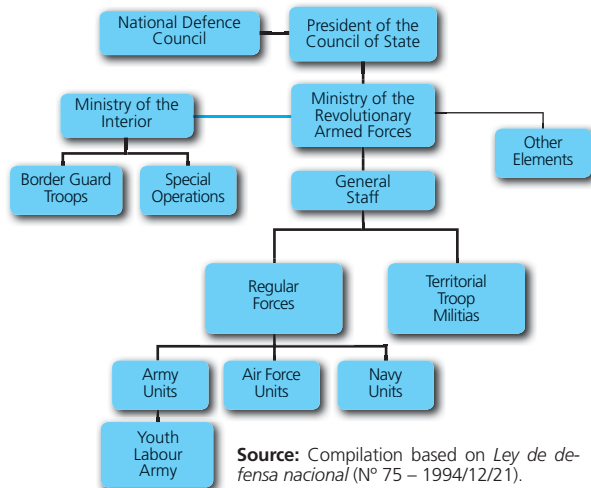 National Defence
Council
President of the
Council of State
Ministry of the
Interior
Ministry of the
Revolutionary
Armed Forces
Other
Elements
Border Guard
Troops
Special
Operations
General
Staff
Regular
Forces
Territorial
Troop
Militias
Army
Units
Air Force
Units
Navy
Units
Youth
Labour
Army
Source: Compilation based on Ley de de-
fensa nacional (Nº 75 – 1994/12/21).